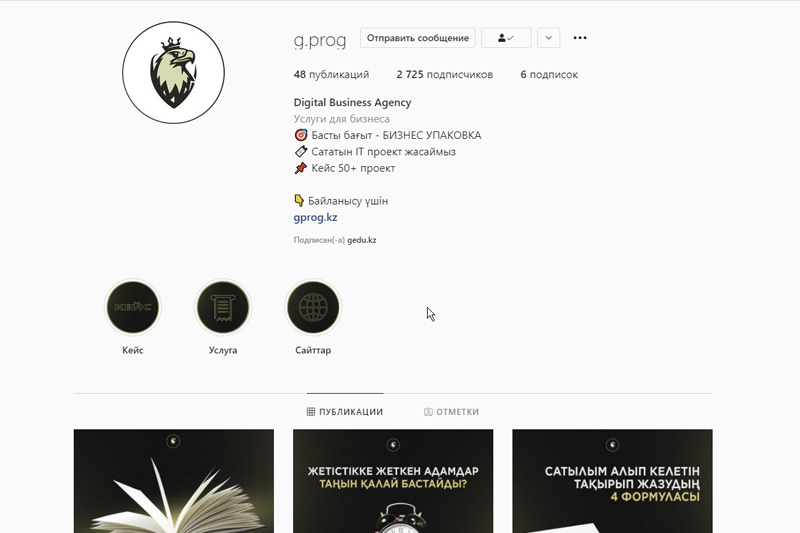 g.prog
Отправить сообщение
48 публикаций
2 725 подписчиков
6 подписок
Digital Business Agency
Услуги для бизнеса
Басты бағыт - БИЗНЕС УПАКОВКА
Сататын IT проект жасаймыз
Кейс 50+ проект
Байланысу үшін
gprog.kz
Подписан(-а) gedu.kz
КЕЙС
Кейс
Услуга
Сайттар
ПУБЛИКАЦИИ
ОТМЕТКИ
ЖЕТІСТІККЕ ЖЕТКЕН АДАМДАР
ТАҢЫН ҚАЛАЙ БАСТАЙДЫ?
САТЫЛЫМ АЛЫП КЕЛЕТІН
ТАҚЫРЫП ЖАЗУДЫҢ
4 ФОРМУЛАСЫ